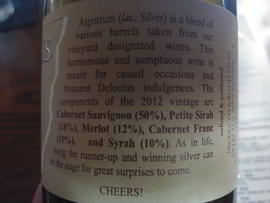 Argentum (Lat.: Silver) is a blend of
various barrels taken from our
vineyard designated wines. This
harmonious and sumptuous wine is
meant for casual occasions and
frequent Delectus indulgences. The
components of the 2012 vintage are
Cabernet Sauvignon (50%), Petite Sirah
(18%), Merlot (12%), Cabernet Franc
(10%), and Syrah (10%). As in life,
being the runner-up and winning silver can
set the stage for great surprises to come.
CHEERS!
unfined & unfiltered